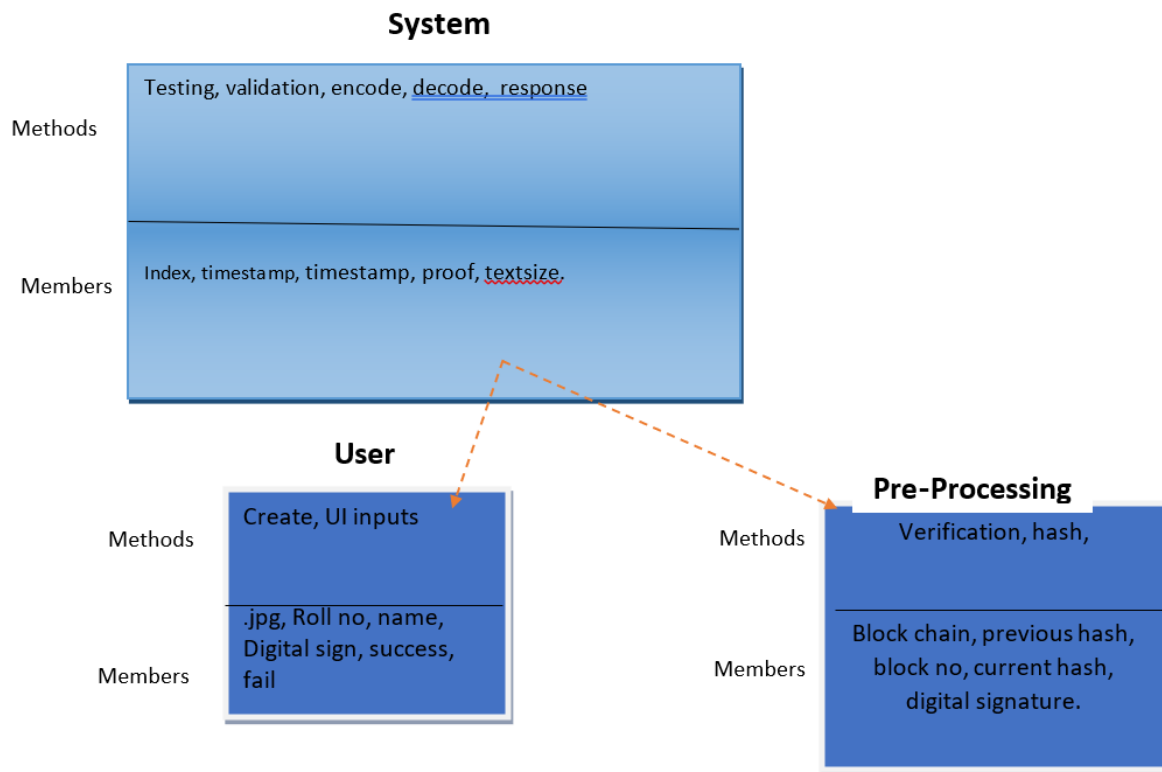 System
Methods
Testing, validation, encode, decode, response
Members
Index, timestamp, timestamp, proof, textsize.
User
Methods
Create, UI inputs
Members
.jpg, Roll no, name,
Digital sign, success,
fail
Pre-Processing
Methods
Verification, hash,
Members
Block chain, previous hash,
block no, current hash,
digital signature.